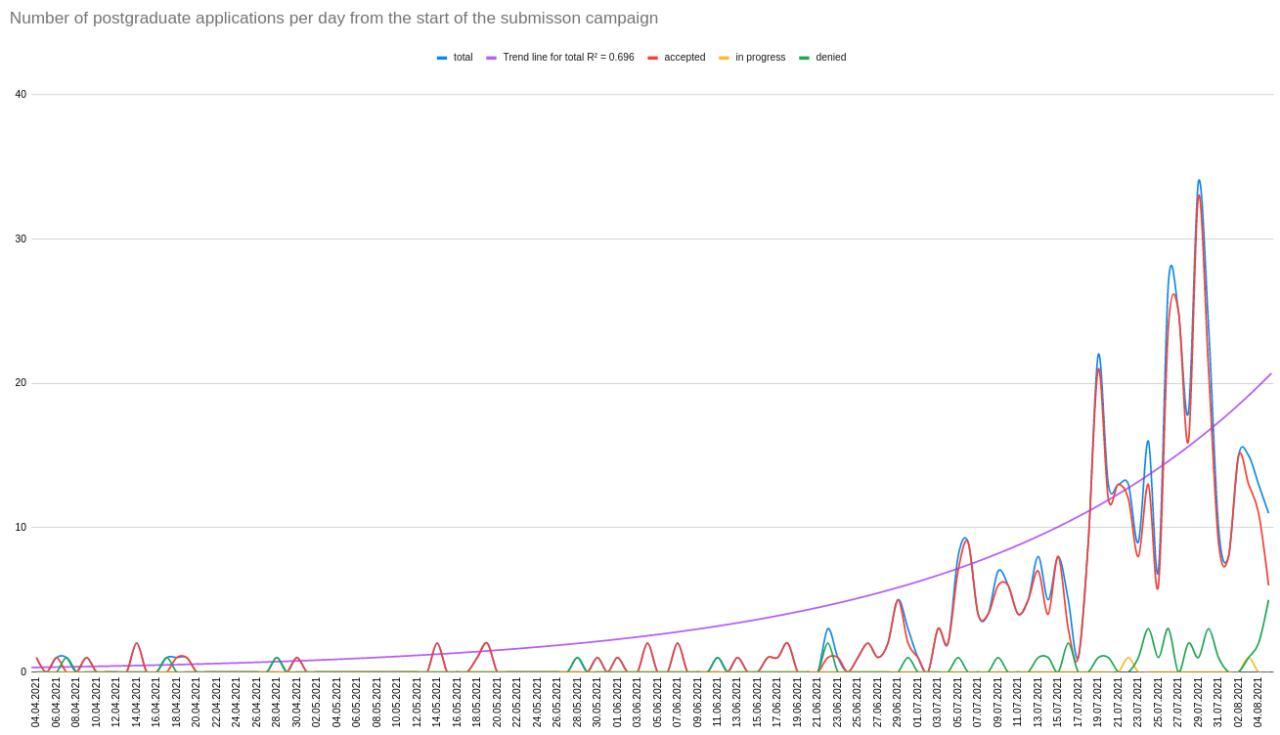 Number of postgraduate applications per day from the start of the submisson campaign
total Trend line for total R² = 0.696 accepted in progress denied
40
30
20
10
0
04.04.2021 06.04.2021 08.04.2021 10.04.2021 12.04.2021 14.04.2021 16.04.2021 18.04.2021 20.04.2021 22.04.2021 24.04.2021 26.04.2021 28.04.2021 30.04.2021 02.05.2021 04.05.2021 06.05.2021 08.05.2021 10.05.2021 12.05.2021 14.05.2021 16.05.2021 18.05.2021 20.05.2021 22.05.2021 24.05.2021 26.05.2021 28.05.2021 30.05.2021 01.06.2021 03.06.2021 05.06.2021 07.06.2021 09.06.2021 11.06.2021 13.06.2021 15.06.2021 17.06.2021 19.06.2021 21.06.2021 23.06.2021 25.06.2021 27.06.2021 29.06.2021 01.07.2021 03.07.2021 05.07.2021 07.07.2021 09.07.2021 11.07.2021 13.07.2021 15.07.2021 17.07.2021 19.07.2021 21.07.2021 23.07.2021 25.07.2021 27.07.2021 29.07.2021 31.07.2021 02.08.2021 04.08.2021